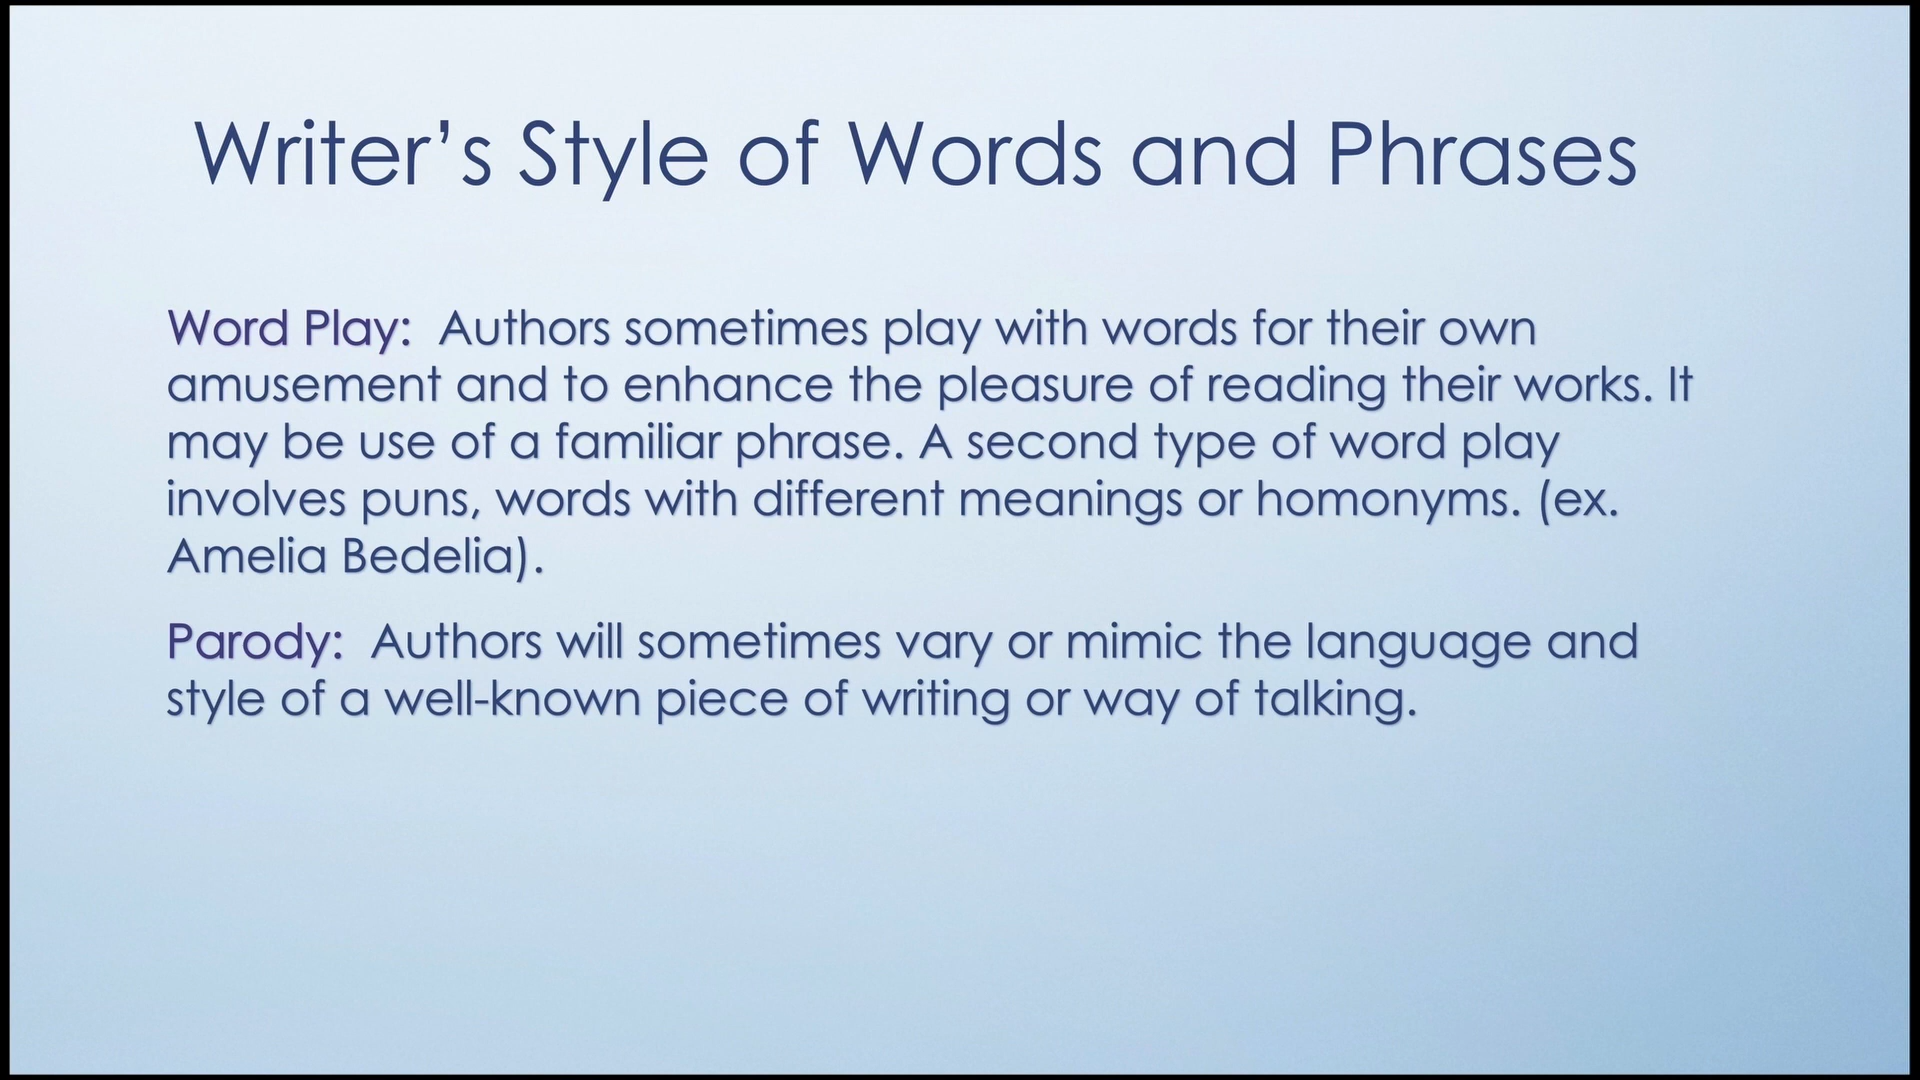 Writer’s Style of Words and Phrases
Word Play:  Authors sometimes play with words for their own
amusement and to enhance the pleasure of reading their works. It
may be use of a familiar phrase. A second type of word play
involves puns, words with different meanings or homonyms. (ex.
Amelia Bedelia).
Parody:  Authors will sometimes vary or mimic the language and
style of a well-known piece of writing or way of talking.